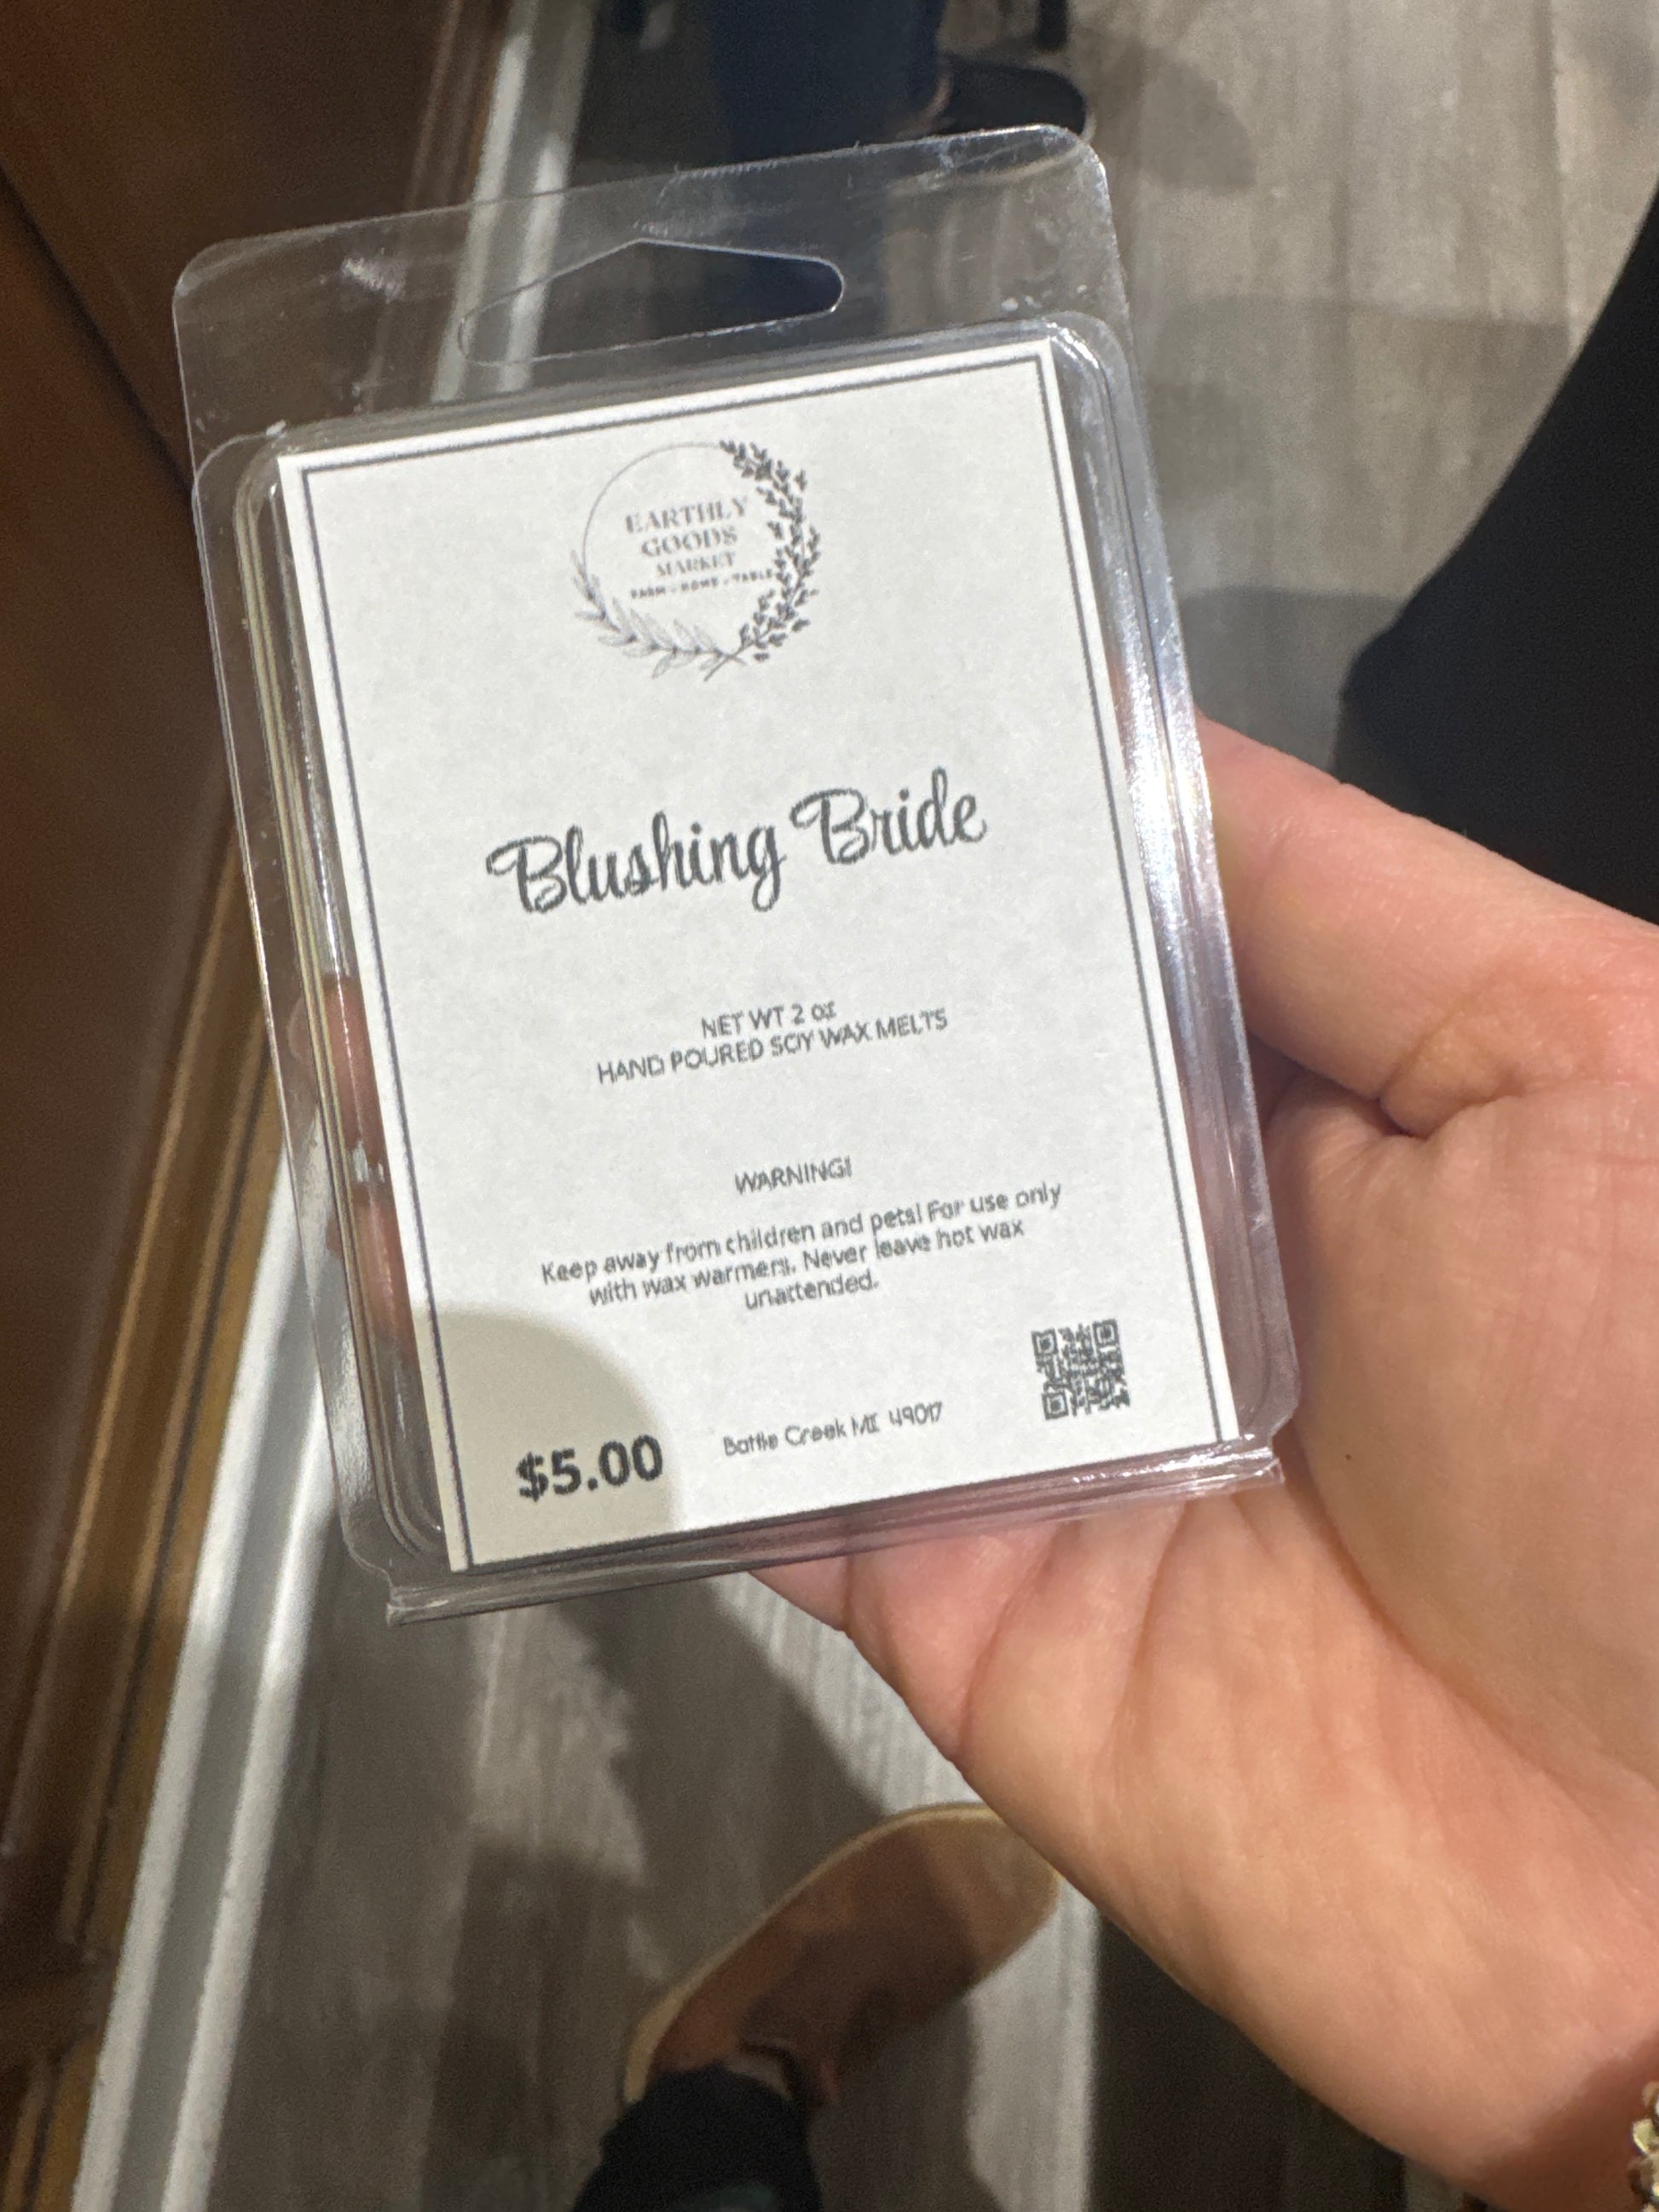 EARTHLY
GOODS
MARKET
FARM · HOME · TABLE
Blushing Bride
NET WT 2 oz
HAND POURED SOY WAX MELTS
WARNING!
Keep away from children and pets! For use only
with wax warmers. Never leave hot wax
unattended.
$5.00
Battle Creek MI 49017